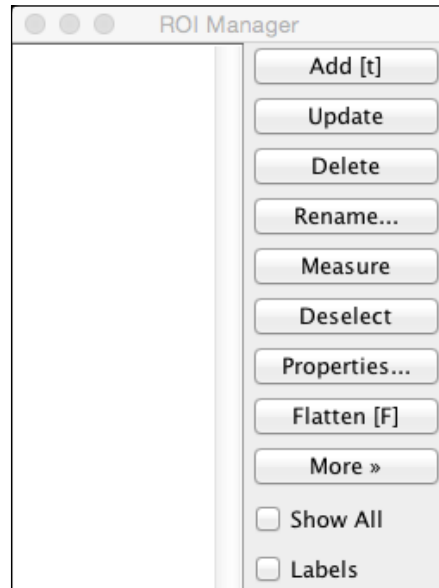 ROI Manager
Add [t]
Update
Delete
Rename...
Measure
Deselect
Properties...
Flatten [F]
More »
Show All
Labels